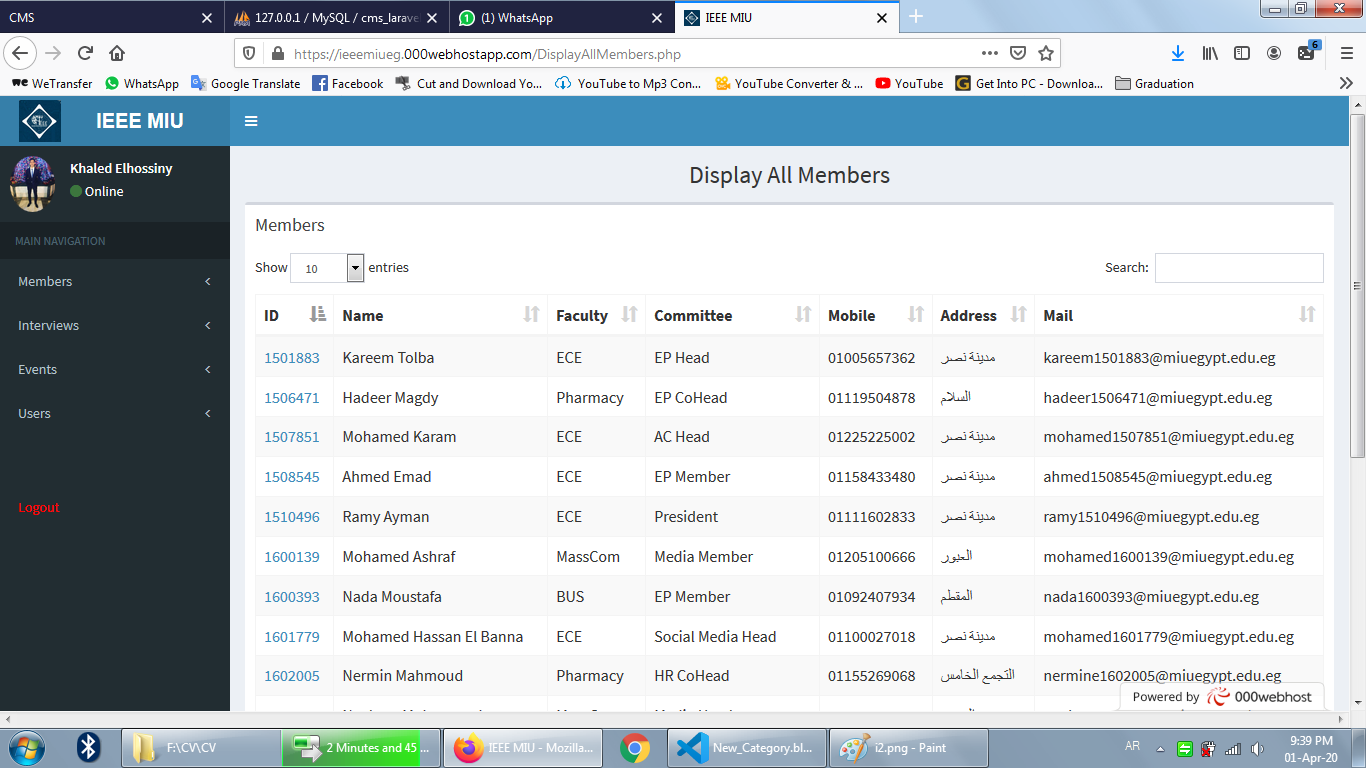 CMS
127.0.0.1 / MySQL / cms_laravel
(1) WhatsApp
IEEE MIU
https://ieeemiueg.000webhostapp.com/DisplayAllMembers.php
6
WeTransfer WhatsApp Google Translate Facebook Cut and Download Yo... YouTube to Mp3 Con... YouTube Converter & ... YouTube Get Into PC - Downloa... Graduation
IEEE MIU
Khaled Elhossiny
Online
MAIN NAVIGATION
Members
Interviews
Events
Users
Logout
Display All Members
Members
Show 10 entries Search:
ID Name Faculty Committee Mobile Address Mail
1501883 Kareem Tolba ECE EP Head 01005657362 مدينة نصر kareem1501883@miuegypt.edu.eg
1506471 Hadeer Magdy Pharmacy EP CoHead 01119504878 السلام hadeer1506471@miuegypt.edu.eg
1507851 Mohamed Karam ECE AC Head 01225225002 مدينة نصر mohamed1507851@miuegypt.edu.eg
1508545 Ahmed Emad ECE EP Member 01158433480 مدينة نصر ahmed1508545@miuegypt.edu.eg
1510496 Ramy Ayman ECE President 01111602833 مدينة نصر ramy1510496@miuegypt.edu.eg
1600139 Mohamed Ashraf MassCom Media Member 01205100666 العبور mohamed1600139@miuegypt.edu.eg
1600393 Nada Moustafa BUS EP Member 01092407934 المقطم nada1600393@miuegypt.edu.eg
1601779 Mohamed Hassan El Banna ECE Social Media Head 01100027018 مدينة نصر mohamed1601779@miuegypt.edu.eg
1602005 Nermin Mahmoud Pharmacy HR CoHead 01155269068 التجمع الخامس nermine1602005@miuegypt.edu.eg
Powered by 000webhost
F:\CV\CV
2 Minutes and 45 ...
IEEE MIU - Mozilla...
New_Category.bl...
i2.png - Paint
AR
9:39 PM
01-Apr-20